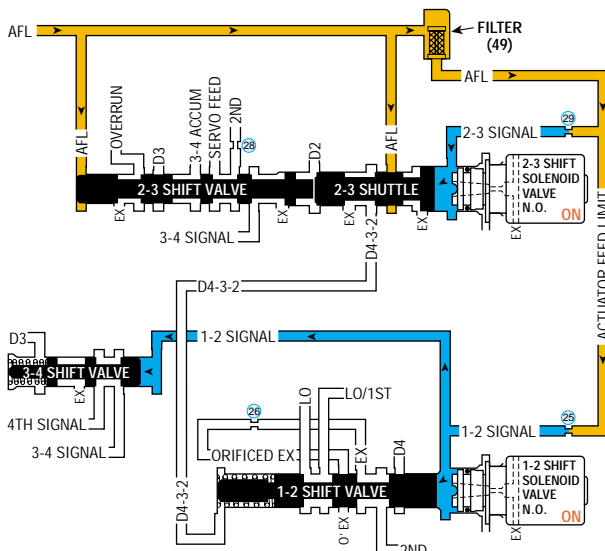 AFL
FILTER
(49)
AFL
29
2-3 SIGNAL
AFL
OVERRUN
D3
3-4 ACCUM
SERVO FEED
2ND
28
D2
AFL
2-3 SHIFT VALVE
2-3 SHUTTLE
2-3 SHIFT
SOLENOID
VALVE
N.O.
ON
EX
EX
EX
EX
EX
3-4 SIGNAL
D4-3-2
D4-3-2
ACTUATOR FEED LIMIT
D3
1-2 SIGNAL
3-4 SHIFT VALVE
EX
4TH SIGNAL
3-4 SIGNAL
LO
LO/1ST
26
1-2 SIGNAL
25
ORIFICED EX
EX
D4
D4-3-2
1-2 SHIFT VALVE
1-2 SHIFT
SOLENOID
VALVE
N.O.
ON
O' EX
EX
2ND